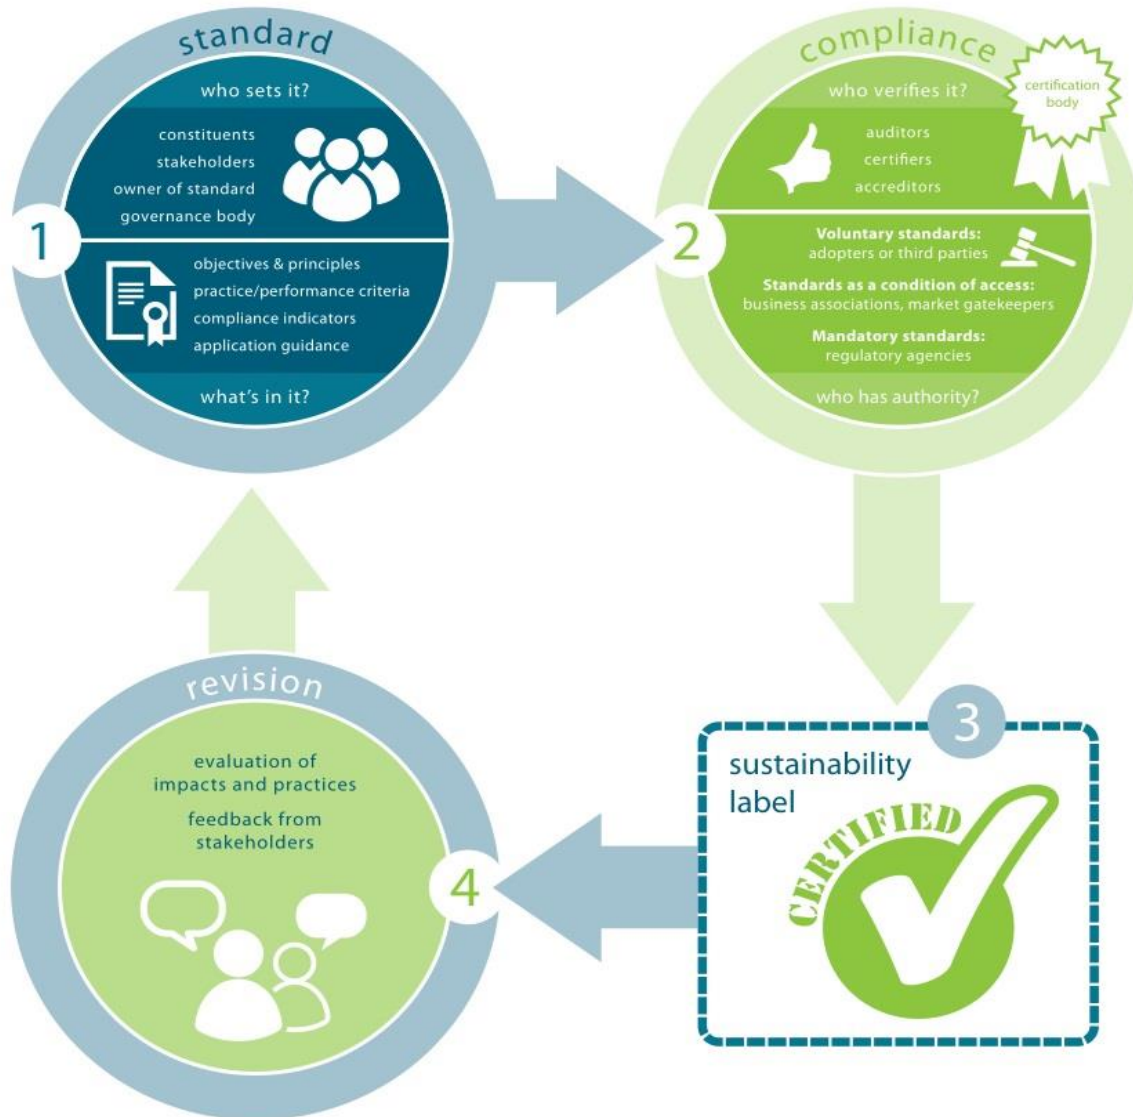 standard
who sets it?
constituents
stakeholders
owner of standard
governance body
1
objectives & principles
practice/performance criteria
compliance indicators
application guidance
what's in it?
compliance
who verifies it?
certification
body
auditors
certifiers
accreditors
2
Voluntary standards:
adopters or third parties
Standards as a condition of access:
business associations, market gatekeepers
Mandatory standards:
regulatory agencies
who has authority?
3
sustainability
label
CERTIFIED
revision
evaluation of
impacts and practices
feedback from
stakeholders
4